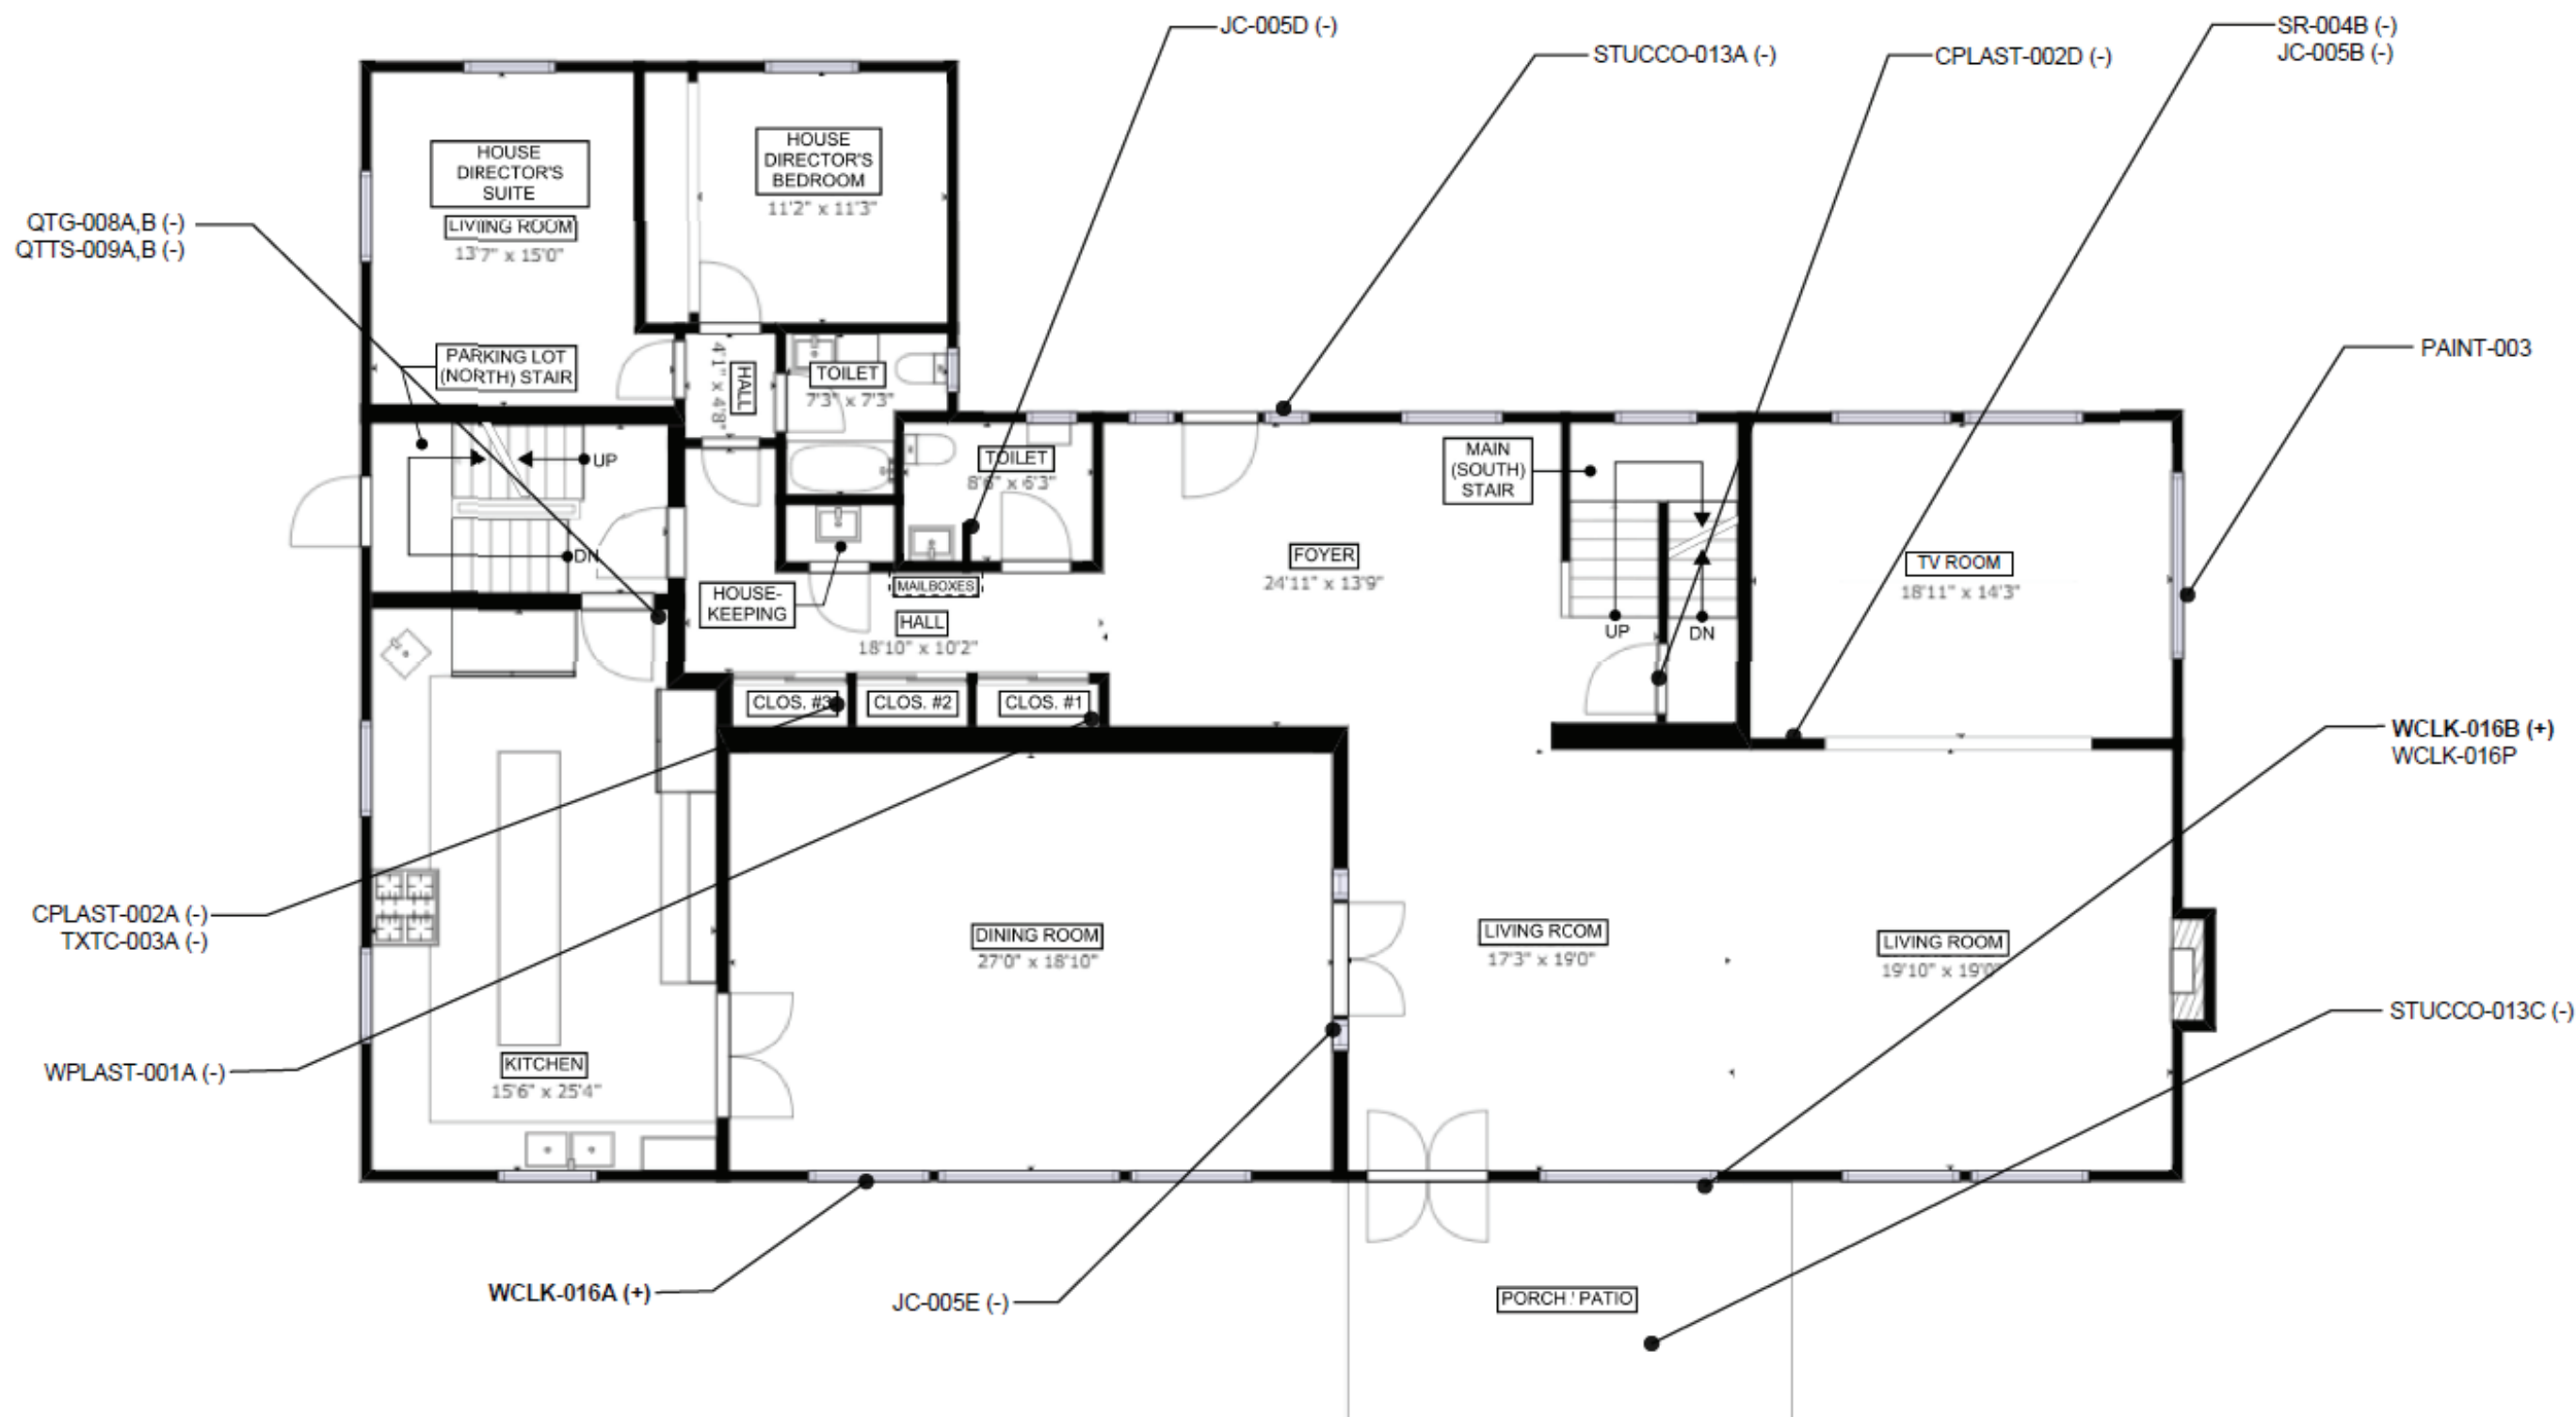 JC-005D (-)
STUCCO-013A (-)
CPLAST-002D (-)
SR-004B (-)
JC-005B (-)
HOUSE
DIRECTOR'S
SUITE
LIVIING ROOM
13'7" x 15'0"
HOUSE
DIRECTOR'S
BEDROOM
11'2" x 11'3"
QTG-008A,B (-)
QTTS-009A,B (-)
PARKING LOT
(NORTH) STAIR
4'1" x 4'8"
HALL
TOILET
7'3" x 7'3"
PAINT-003
UP
DN
TOILET
8'6" x 6'3"
MAIN
(SOUTH)
STAIR
FOYER
24'11" x 13'9"
TV ROOM
18'11" x 14'3"
MAILBOXES
HOUSE-
KEEPING
HALL
18'10" x 10'2"
UP
DN
CLOS. #3
CLOS. #2
CLOS. #1
WCLK-016B (+)
WCLK-016P
CPLAST-002A (-)
TXTC-003A (-)
DINING ROOM
27'0" x 18'10"
LIVING RCOM
17'3" x 19'0"
LIVING ROOM
19'10" x 19'0"
STUCCO-013C (-)
WPLAST-001A (-)
KITCHEN
15'6" x 25'4"
WCLK-016A (+)
JC-005E (-)
PORCH ' PATIO